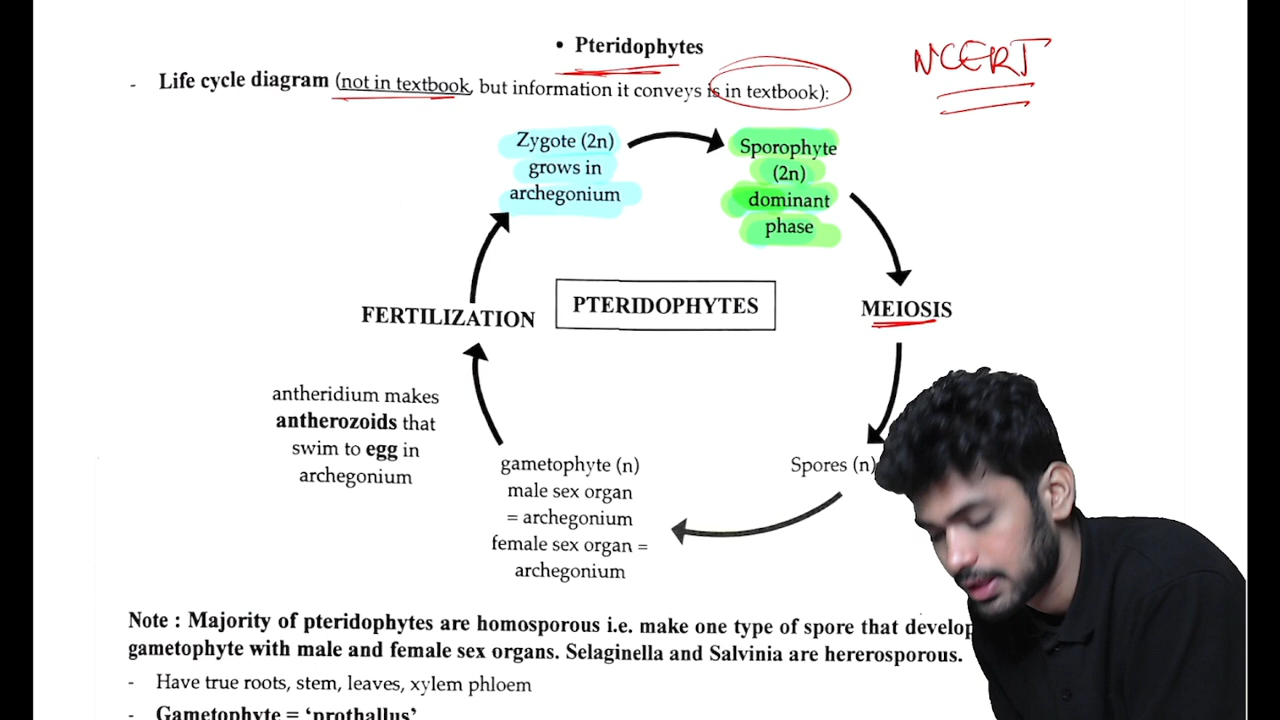 • Pteridophytes
NCERT
- Life cycle diagram (not in textbook, but information it conveys is in textbook):
Zygote (2n)
grows in
archegonium
Sporophyte
(2n)
dominant
phase
FERTILIZATION
PTERIDOPHYTES
MEIOSIS
antheridium makes
antherozoids that
swim to egg in
archegonium
gametophyte (n)
male sex organ
= archegonium
female sex organ =
archegonium
Spores (n)
Note : Majority of pteridophytes are homosporous i.e. make one type of spore that develop
gametophyte with male and female sex organs. Selaginella and Salvinia are hererosporous.
- Have true roots, stem, leaves, xylem phloem
- Gametophyte = ‘prothallus’